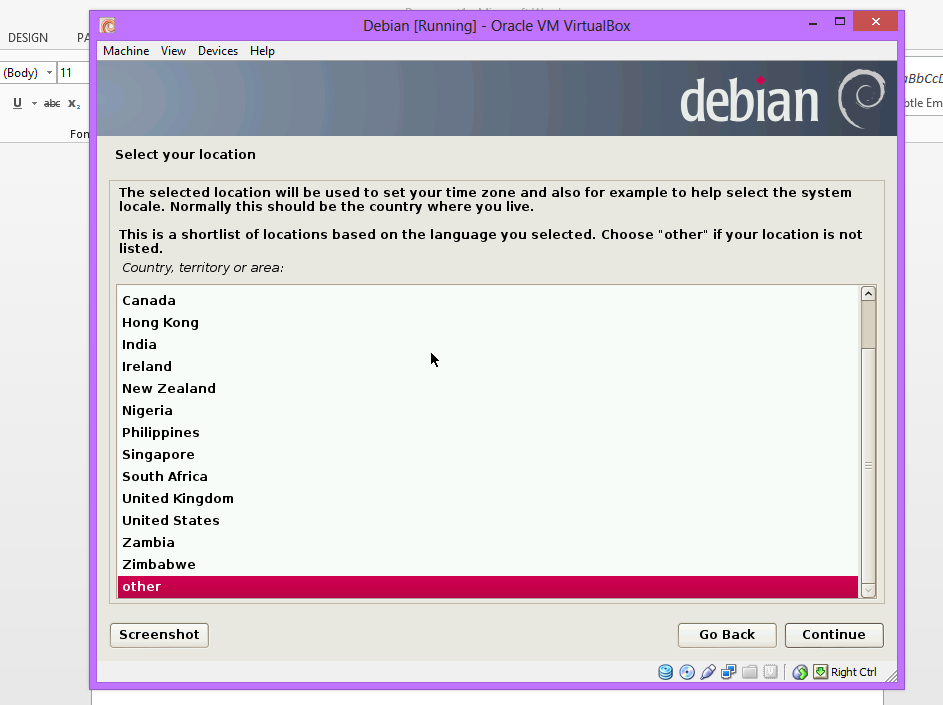 Debian [Running] - Oracle VM VirtualBox
DESIGN
Machine View Devices Help
(Body) 11
debian
U abc x₂
Fon
Select your location
The selected location will be used to set your time zone and also for example to help select the system
locale. Normally this should be the country where you live.
This is a shortlist of locations based on the language you selected. Choose "other" if your location is not
listed.
Country, territory or area:
Canada
Hong Kong
India
Ireland
New Zealand
Nigeria
Philippines
Singapore
South Africa
United Kingdom
United States
Zambia
Zimbabwe
other
Screenshot Go Back Continue
Right Ctrl